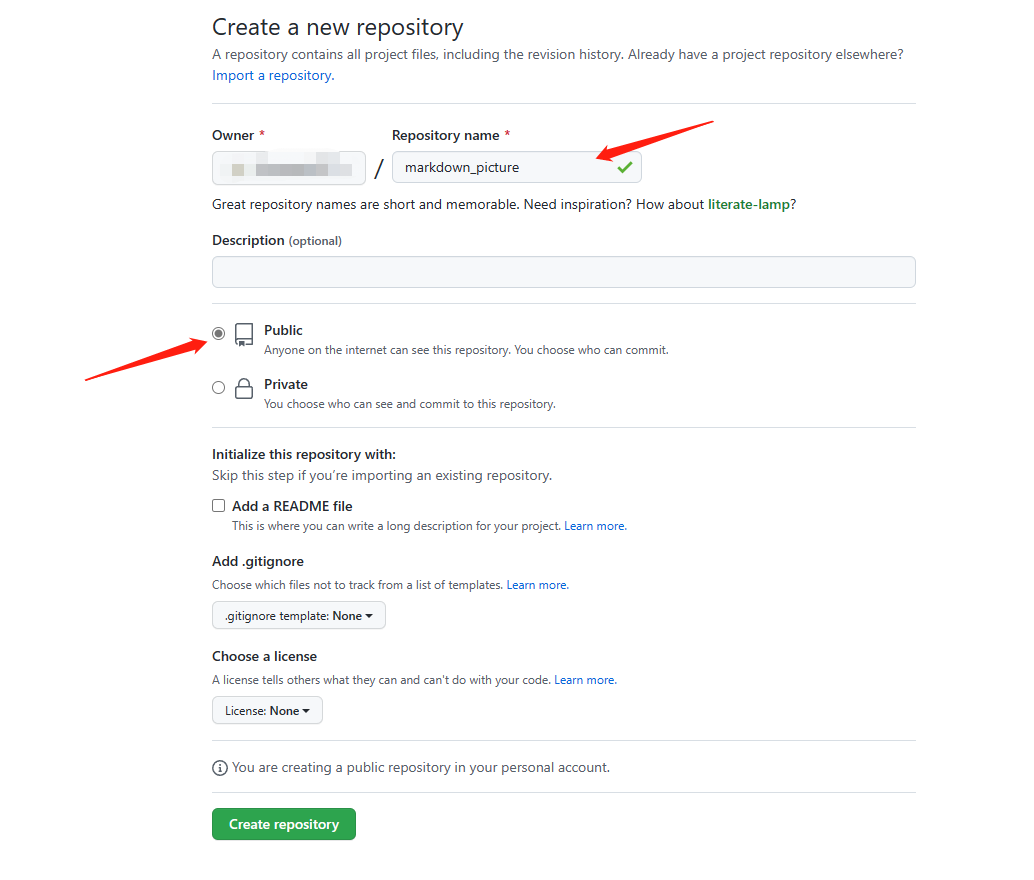 Create a new repository
A repository contains all project files, including the revision history. Already have a project repository elsewhere?
Import a repository.
Owner * Repository name *
/ markdown_picture
Great repository names are short and memorable. Need inspiration? How about literate-lamp?
Description (optional)
Public
Anyone on the internet can see this repository. You choose who can commit.
Private
You choose who can see and commit to this repository.
Initialize this repository with:
Skip this step if you're importing an existing repository.
Add a README file
This is where you can write a long description for your project. Learn more.
Add .gitignore
Choose which files not to track from a list of templates. Learn more.
.gitignore template: None
Choose a license
A license tells others what they can and can't do with your code. Learn more.
License: None
You are creating a public repository in your personal account.
Create repository